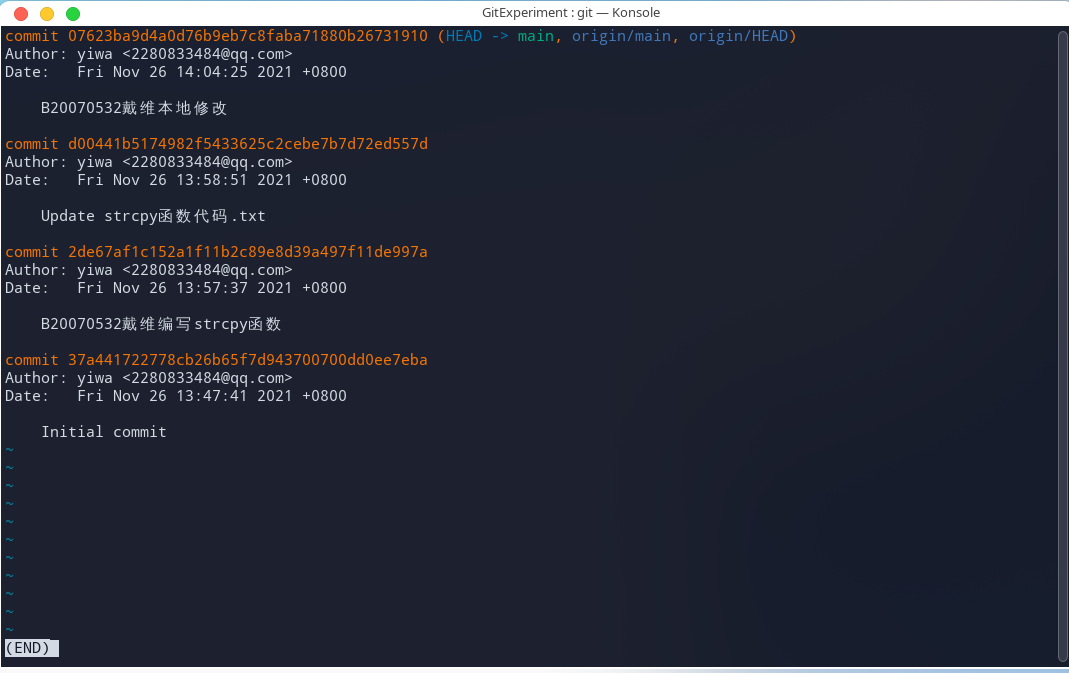 GitExperiment : git — Konsole
commit 07623ba9d4a0d76b9eb7c8faba71880b26731910 (HEAD -> main, origin/main, origin/HEAD)
Author: yiwa <2280833484@qq.com>
Date:   Fri Nov 26 14:04:25 2021 +0800
B20070532戴维本地修改
commit d00441b5174982f5433625c2cebe7b7d72ed557d
Author: yiwa <2280833484@qq.com>
Date:   Fri Nov 26 13:58:51 2021 +0800
Update strcpy函数代码.txt
commit 2de67af1c152a1f11b2c89e8d39a497f11de997a
Author: yiwa <2280833484@qq.com>
Date:   Fri Nov 26 13:57:37 2021 +0800
B20070532戴维编写strcpy函数
commit 37a441722778cb26b65f7d943700700dd0ee7eba
Author: yiwa <2280833484@qq.com>
Date:   Fri Nov 26 13:47:41 2021 +0800
Initial commit
~
~
~
~
~
~
~
~
~
~
~
(END)